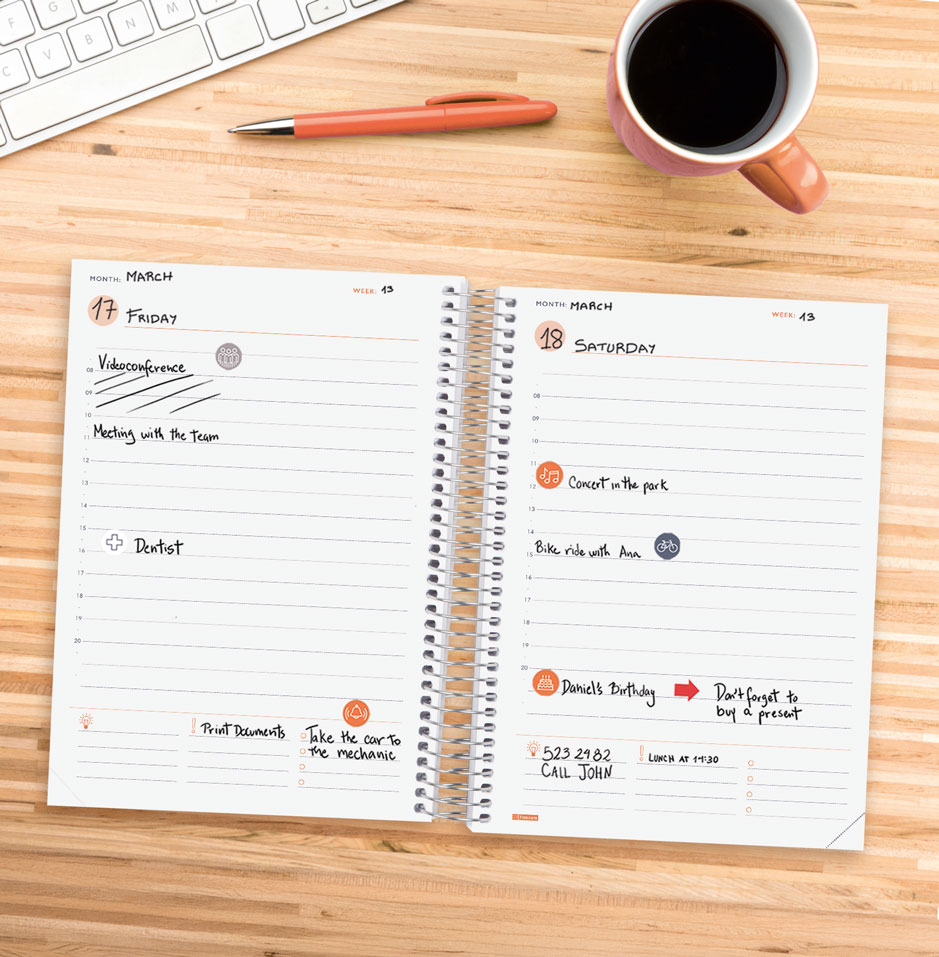 F G
C V B N M
MONTH: MARCH
WEEK: 13
17 FRIDAY
Videoconference
08
09
10
Meeting with the team
11
12
13
14
15
Dentist
16
17
18
19
20
Print Documents
Take the car to
the mechanic
MONTH: MARCH
WEEK: 13
18 SATURDAY
08
09
10
11
Concert in the park
12
13
14
Bike ride with Ana
15
16
17
18
19
20
Daniel's Birthday
Don't forget to
buy a present
523 2982
CALL JOHN
LUNCH AT 14:30